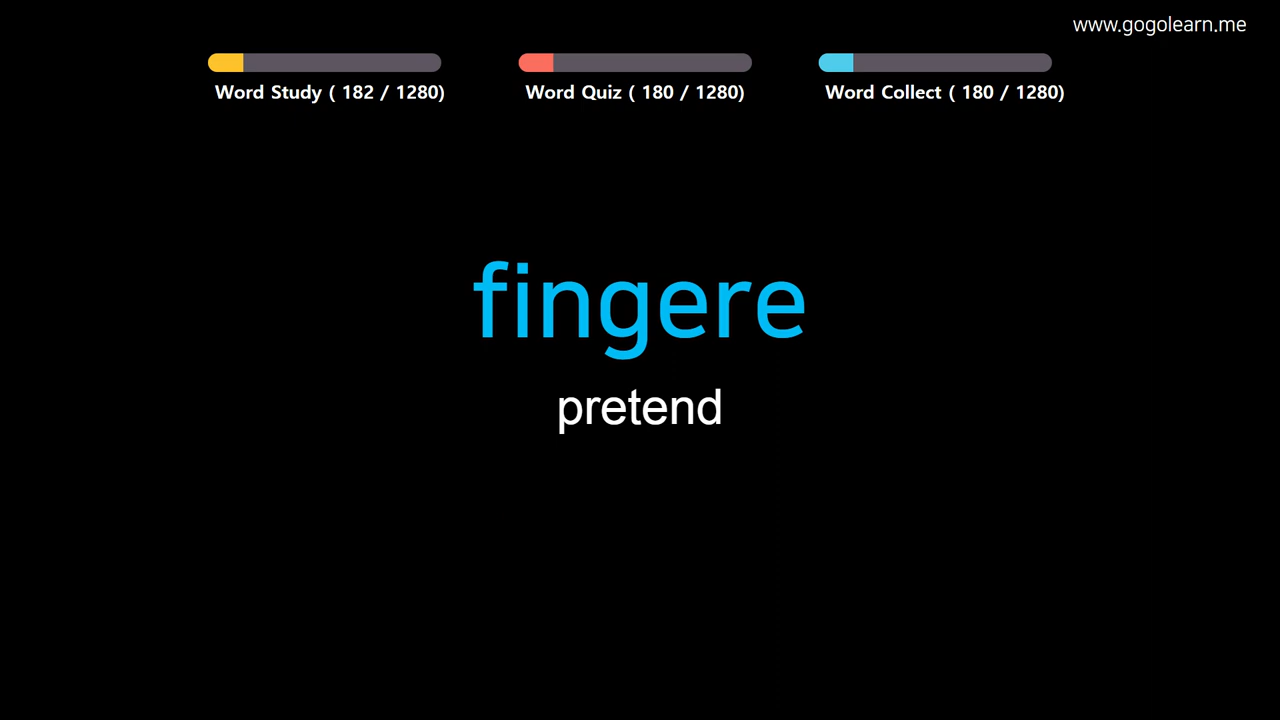 www.gogolearn.me
Word Study ( 182 / 1280)
Word Quiz ( 180 / 1280)
Word Collect ( 180 / 1280)
fingere
pretend